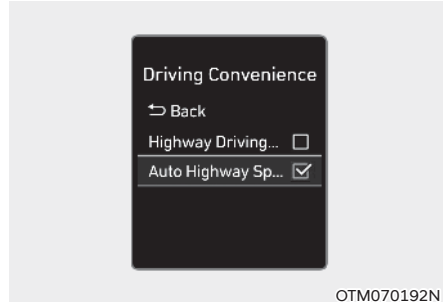 Driving Convenience
Back
Highway Driving...
Auto Highway Sp...
OTM070192N